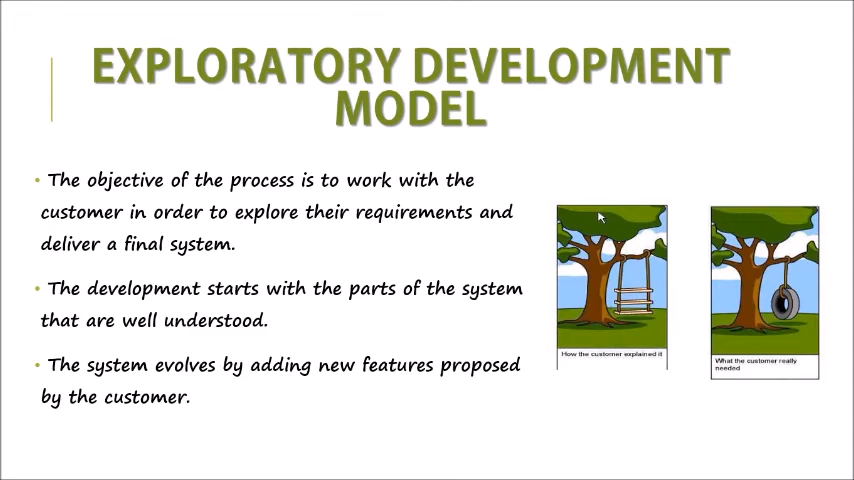 EXPLORATORY DEVELOPMENT
MODEL
• The objective of the process is to work with the
customer in order to explore their requirements and
deliver a final system.
• The development starts with the parts of the system
that are well understood.
• The system evolves by adding new features proposed
by the customer.
How the customer explained it
What the customer really
needed